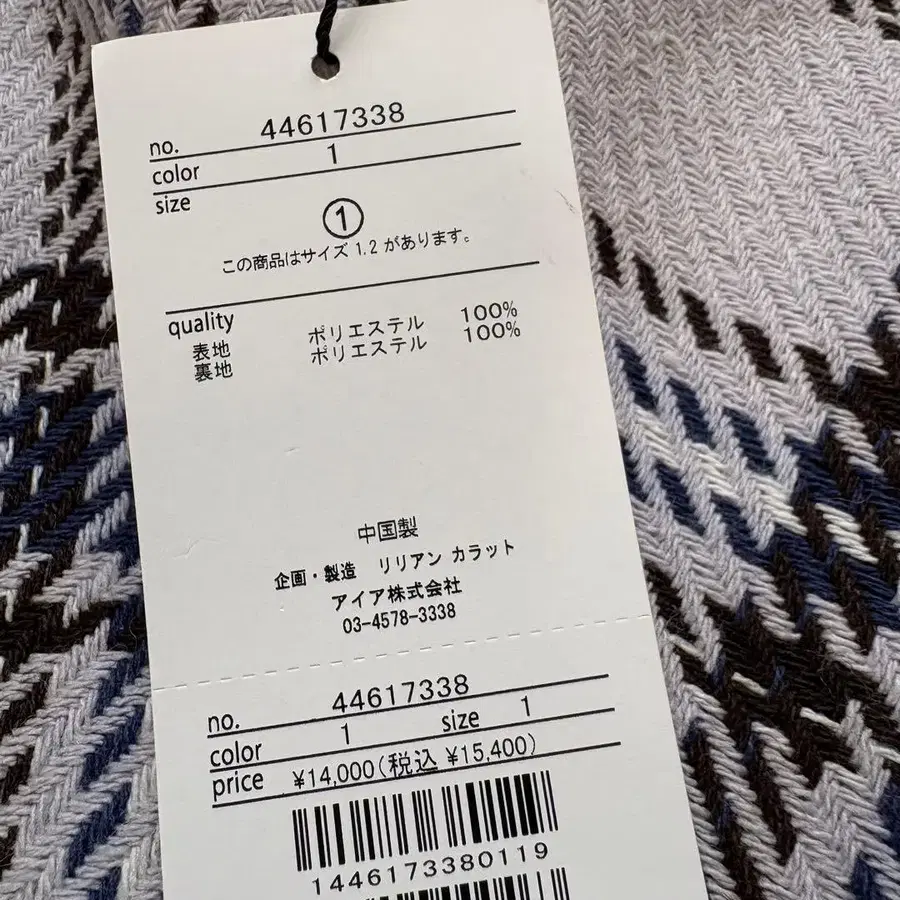 no. 44617338
color 1
size
①
この商品はサイズ 1.2 があります。
quality
表地 ポリエステル 100%
裏地 ポリエステル 100%
中国製
企画・製造 リリアン カラット
アイア株式会社
03-4578-3338
no. 44617338
color 1 size 1
price ¥14,000(税込 ¥15,400)
1446173380119